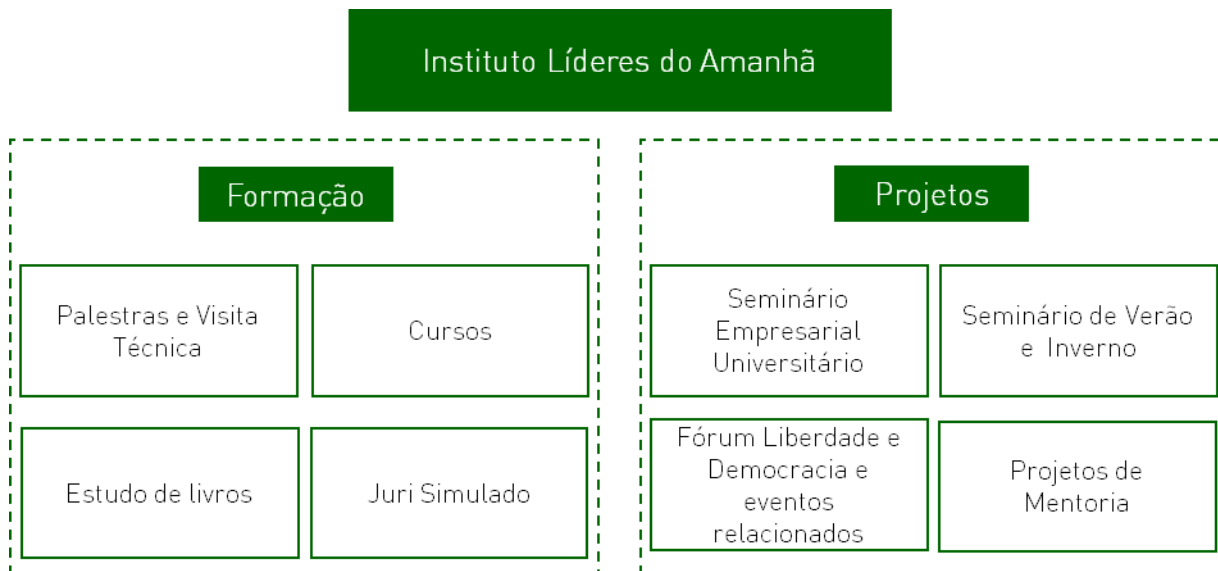 Instituto Líderes do Amanhã
Formação
Palestras e Visita
Técnica
Cursos
Estudo de livros
Juri Simulado
Projetos
Seminário
Empresarial
Universitário
Seminário de Verão
e Inverno
Fórum Liberdade e
Democracia e
eventos
relacionados
Projetos de
Mentoria